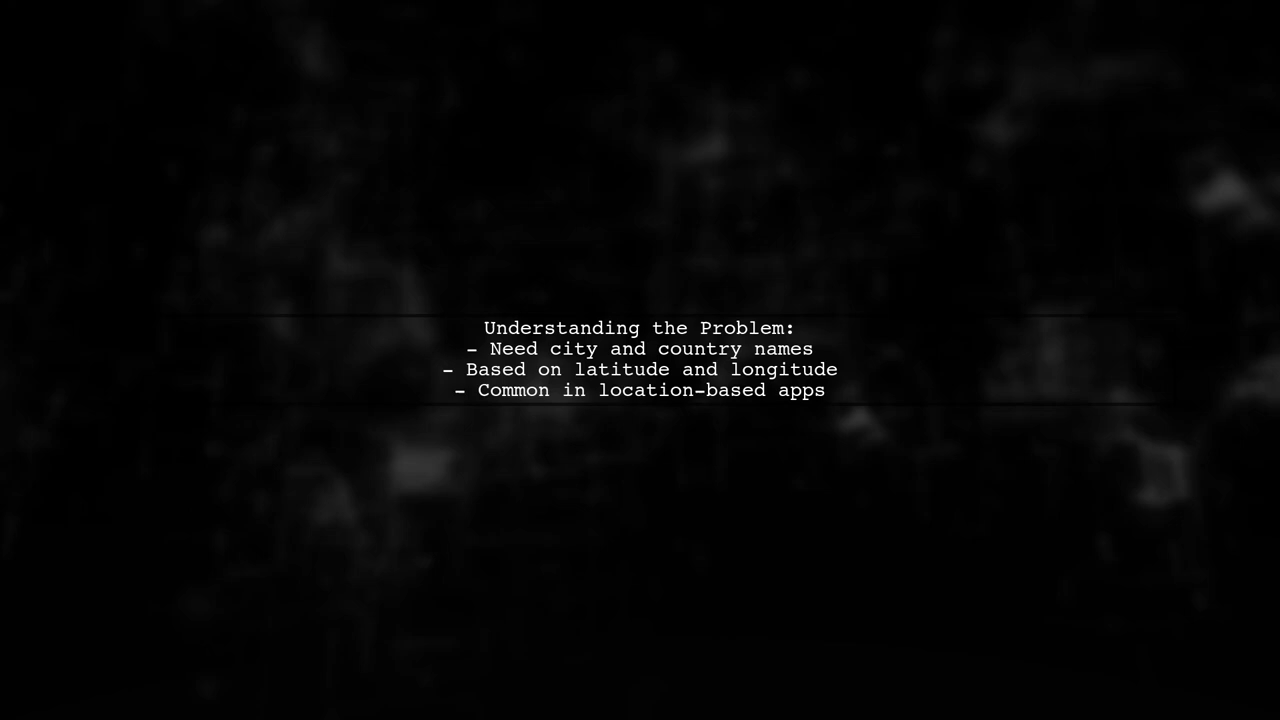 Understanding the Problem:
- Need city and country names
- Based on latitude and longitude
- Common in location-based apps